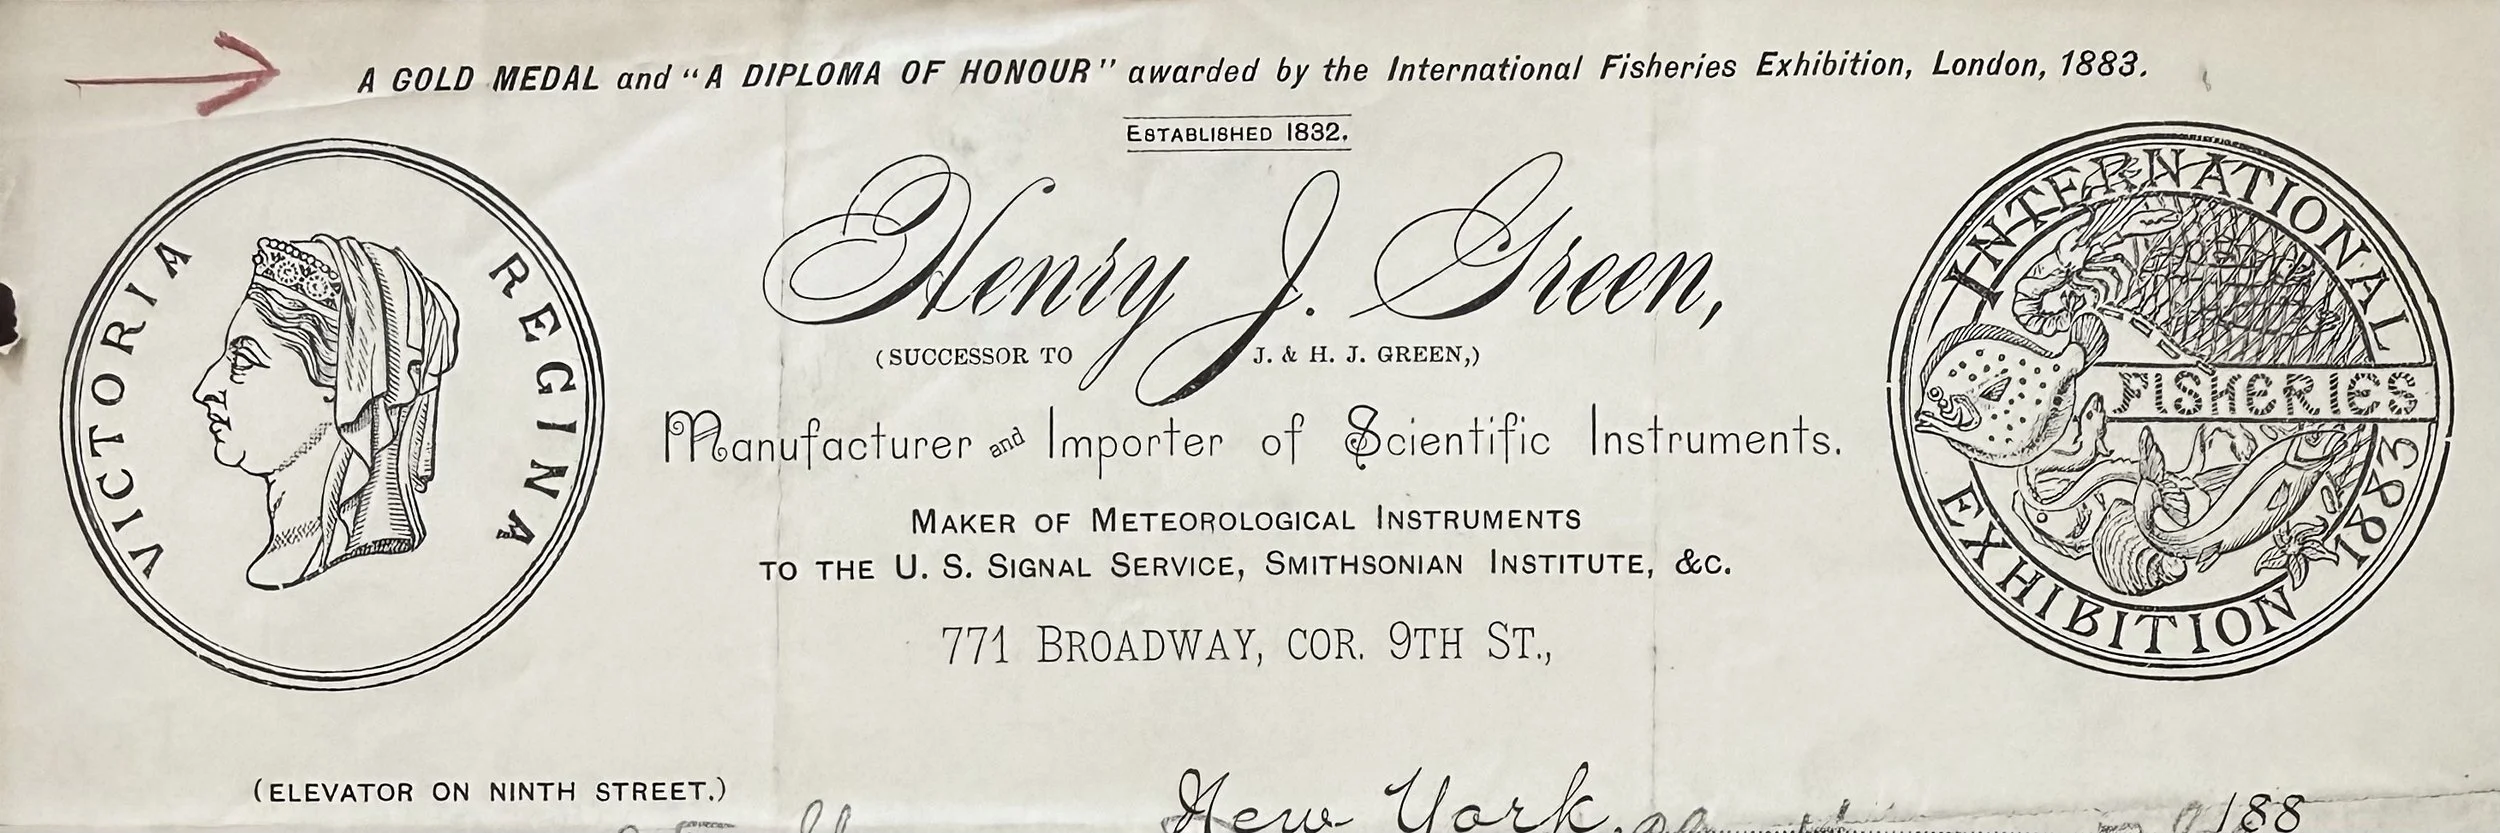 A GOLD MEDAL and “A DIPLOMA OF HONOUR” awarded by the International Fisheries Exhibition, London, 1883.
ESTABLISHED 1832.
VICTORIA REGINA
Henry J. Green,
(SUCCESSOR TO J. & H. J. GREEN,)
Manufacturer and Importer of Scientific Instruments.
MAKER OF METEOROLOGICAL INSTRUMENTS
TO THE U. S. SIGNAL SERVICE, SMITHSONIAN INSTITUTE, &C.
771 BROADWAY, COR. 9TH ST.,
INTERNATIONAL
FISHERIES
EXHIBITION 1883
(ELEVATOR ON NINTH STREET.)
New York, 188